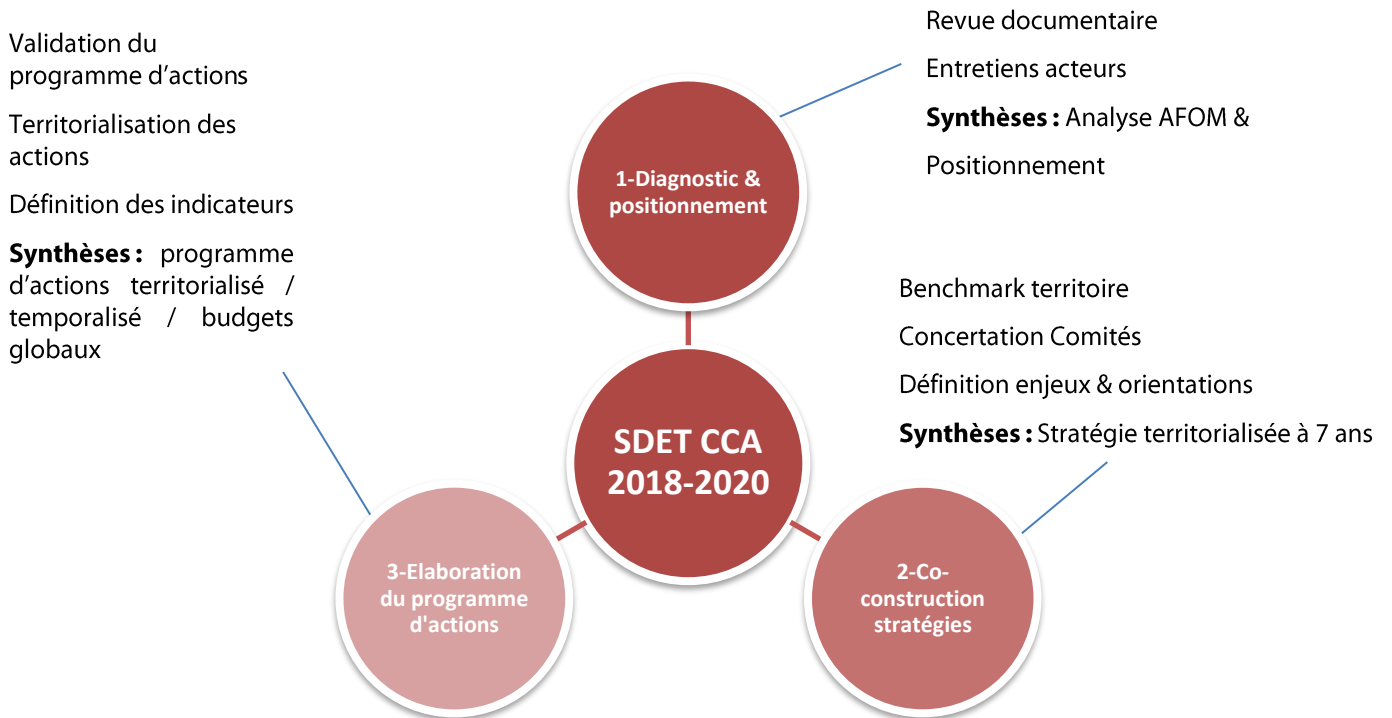 Validation du
programme d’actions
Territorialisation des
actions
Définition des indicateurs
Synthèses : programme
d’actions territorialisé /
temporalisé / budgets
globaux
Revue documentaire
Entretiens acteurs
Synthèses : Analyse AFOM &
Positionnement
1-Diagnostic &
positionnement
Benchmark territoire
Concertation Comités
Définition enjeux & orientations
Synthèses : Stratégie territorialisée à 7 ans
SDET CCA
2018-2020
3-Elaboration
du programme
d'actions
2-Co-
construction
stratégies